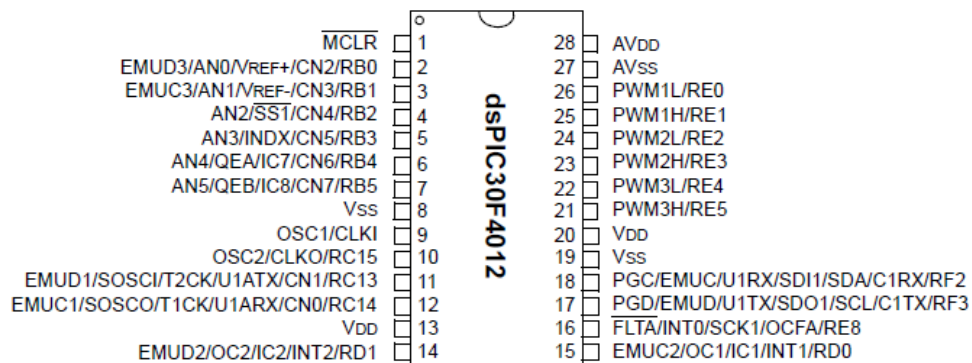 MCLR 1 28 AVDD
EMUD3/AN0/VREF+/CN2/RB0 2 27 AVSS
EMUC3/AN1/VREF-/CN3/RB1 3 26 PWM1L/RE0
AN2/SS1/CN4/RB2 4 25 PWM1H/RE1
AN3/INDX/CN5/RB3 5 24 PWM2L/RE2
AN4/QEA/IC7/CN6/RB4 6 23 PWM2H/RE3
AN5/QEB/IC8/CN7/RB5 7 22 PWM3L/RE4
VSS 8 21 PWM3H/RE5
OSC1/CLKI 9 20 VDD
OSC2/CLKO/RC15 10 19 VSS
EMUD1/SOSCI/T2CK/U1ATX/CN1/RC13 11 18 PGC/EMUC/U1RX/SDI1/SDA/C1RX/RF2
EMUC1/SOSCO/T1CK/U1ARX/CN0/RC14 12 17 PGD/EMUD/U1TX/SDO1/SCL/C1TX/RF3
VDD 13 16 FLTA/INT0/SCK1/OCFA/RE8
EMUD2/OC2/IC2/INT2/RD1 14 15 EMUC2/OC1/IC1/INT1/RD0
dsPIC30F4012